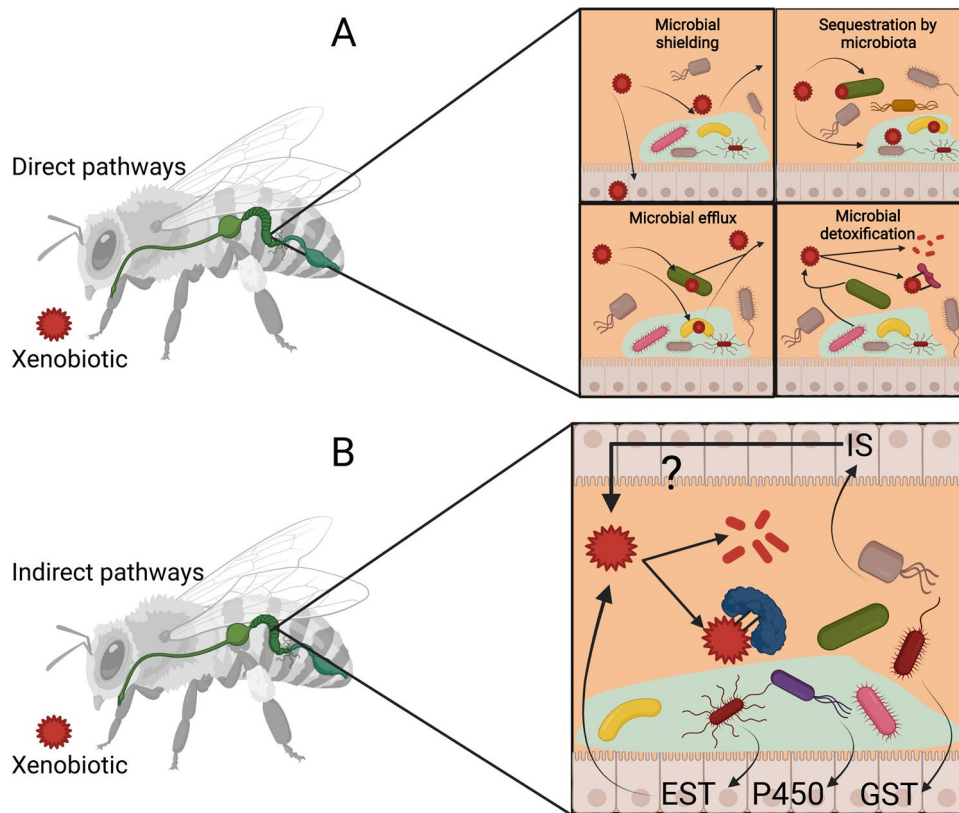 A
Direct pathways
Xenobiotic
Microbial
shielding
Sequestration by
microbiota
Microbial efflux
Microbial
detoxification
B
Indirect pathways
Xenobiotic
IS
?
EST P450 GST